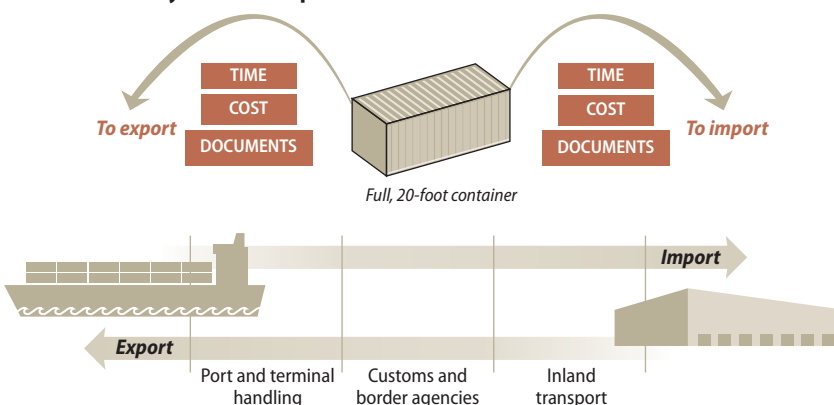 TIME
COST
DOCUMENTS
To export
TIME
COST
DOCUMENTS
To import
Full, 20-foot container
Import
Export
Port and terminal
handling
Customs and
border agencies
Inland
transport